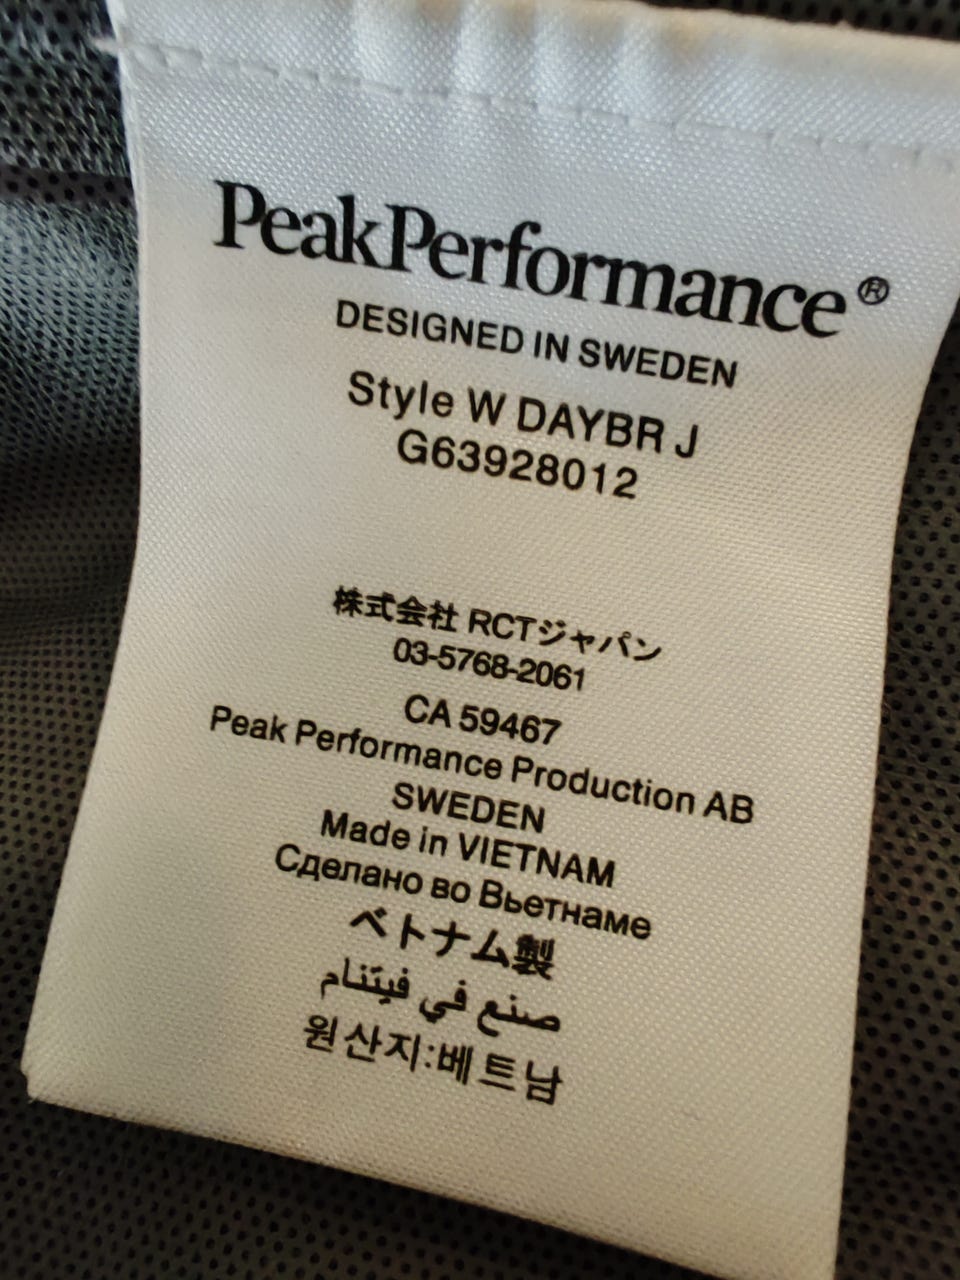 PeakPerformance®
DESIGNED IN SWEDEN
Style W DAYBR J
G63928012
株式会社 RCTジャパン
03-5768-2061
CA 59467
Peak Performance Production AB
SWEDEN
Made in VIETNAM
Сделано во Вьетнаме
ベトナム製
صنع في فيتنام
원산지:베트남